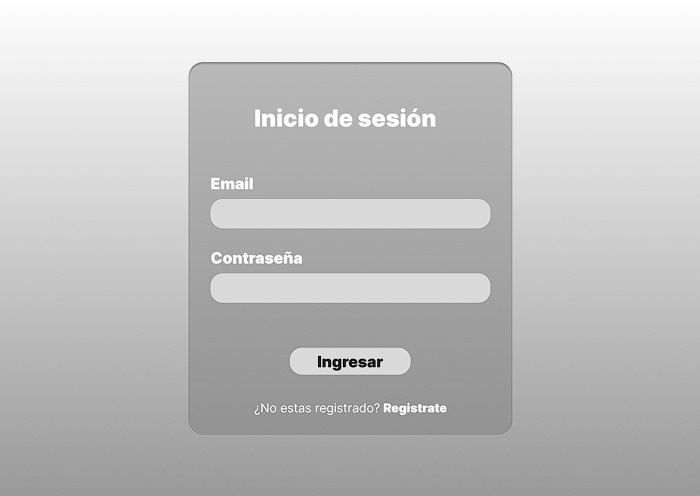 Inicio de sesión
Email
Contraseña
Ingresar
¿No estas registrado? Registrate